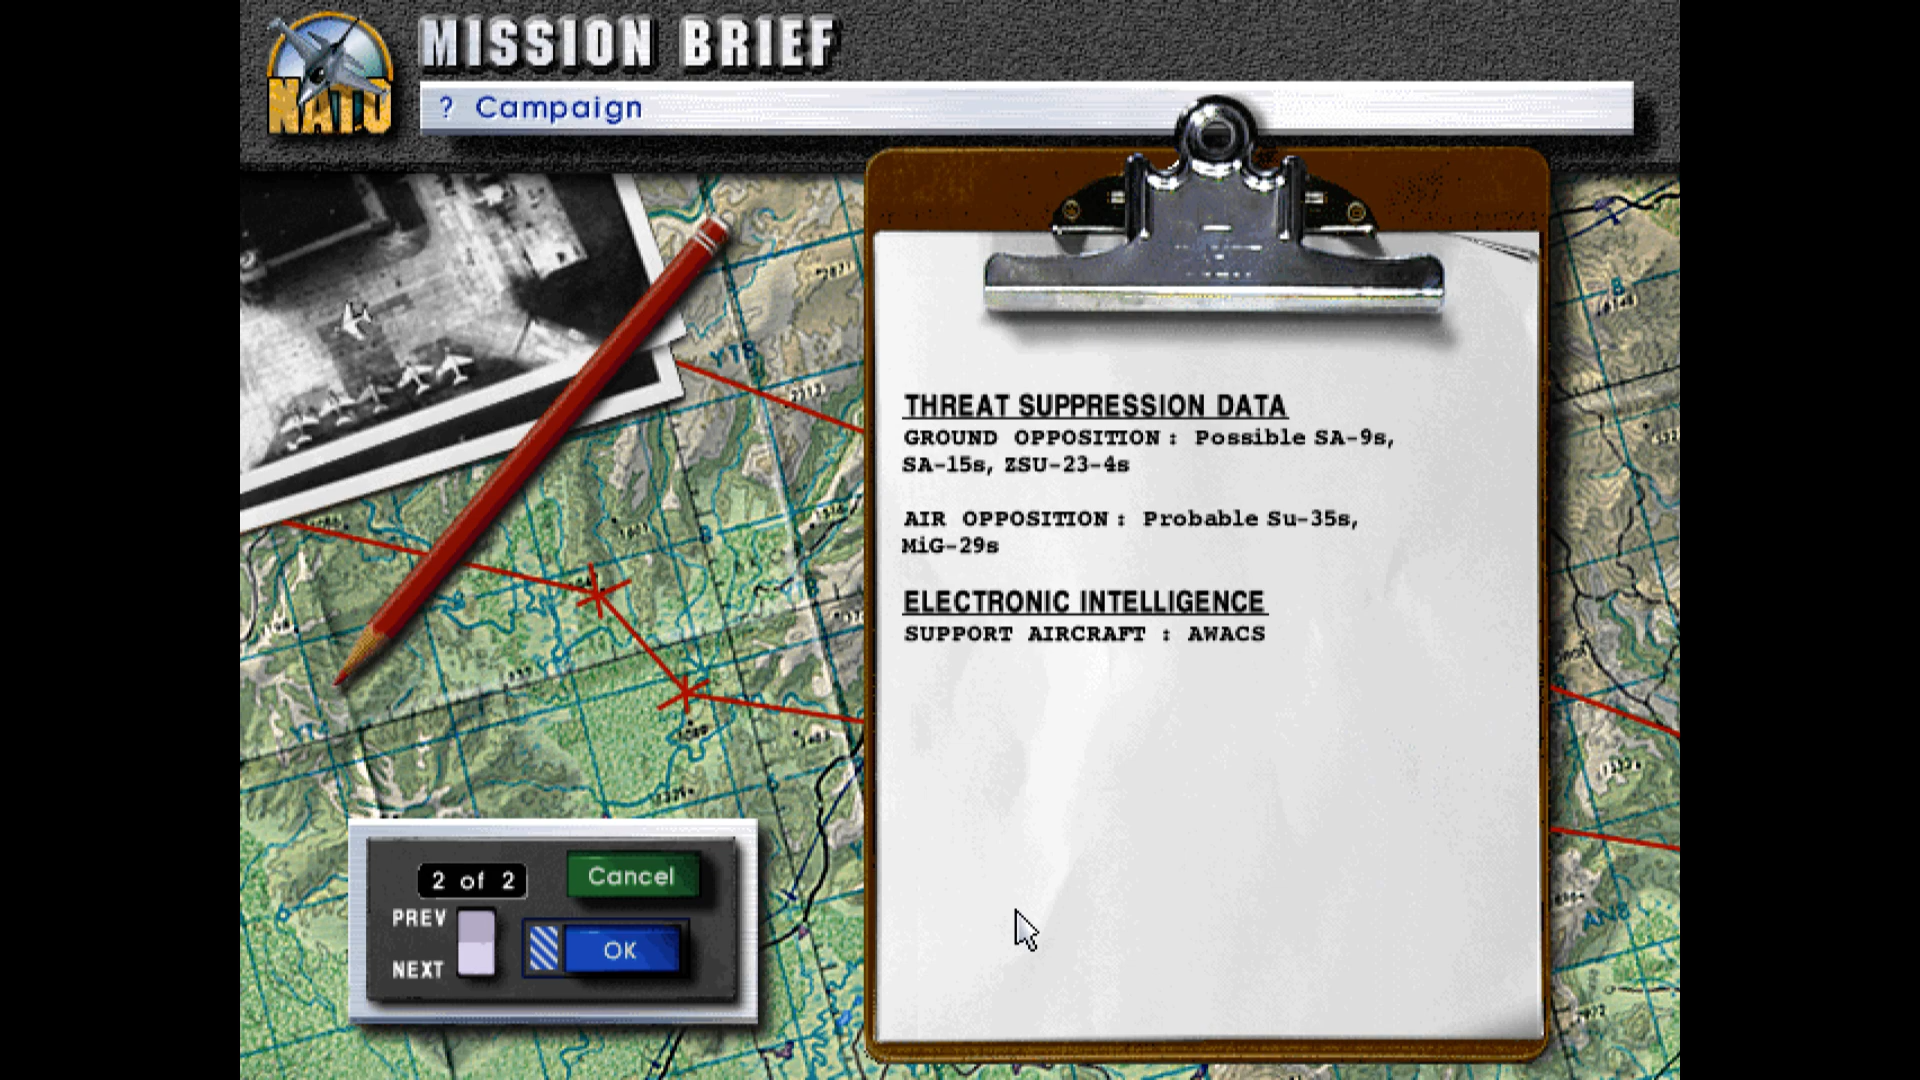 NATO
MISSION BRIEF
? Campaign
THREAT SUPPRESSION DATA
GROUND OPPOSITION : Possible SA-9s,
SA-15s, ZSU-23-4s
AIR OPPOSITION : Probable Su-35s,
MiG-29s
ELECTRONIC INTELLIGENCE
SUPPORT AIRCRAFT : AWACS
2 of 2
Cancel
PREV
OK
NEXT